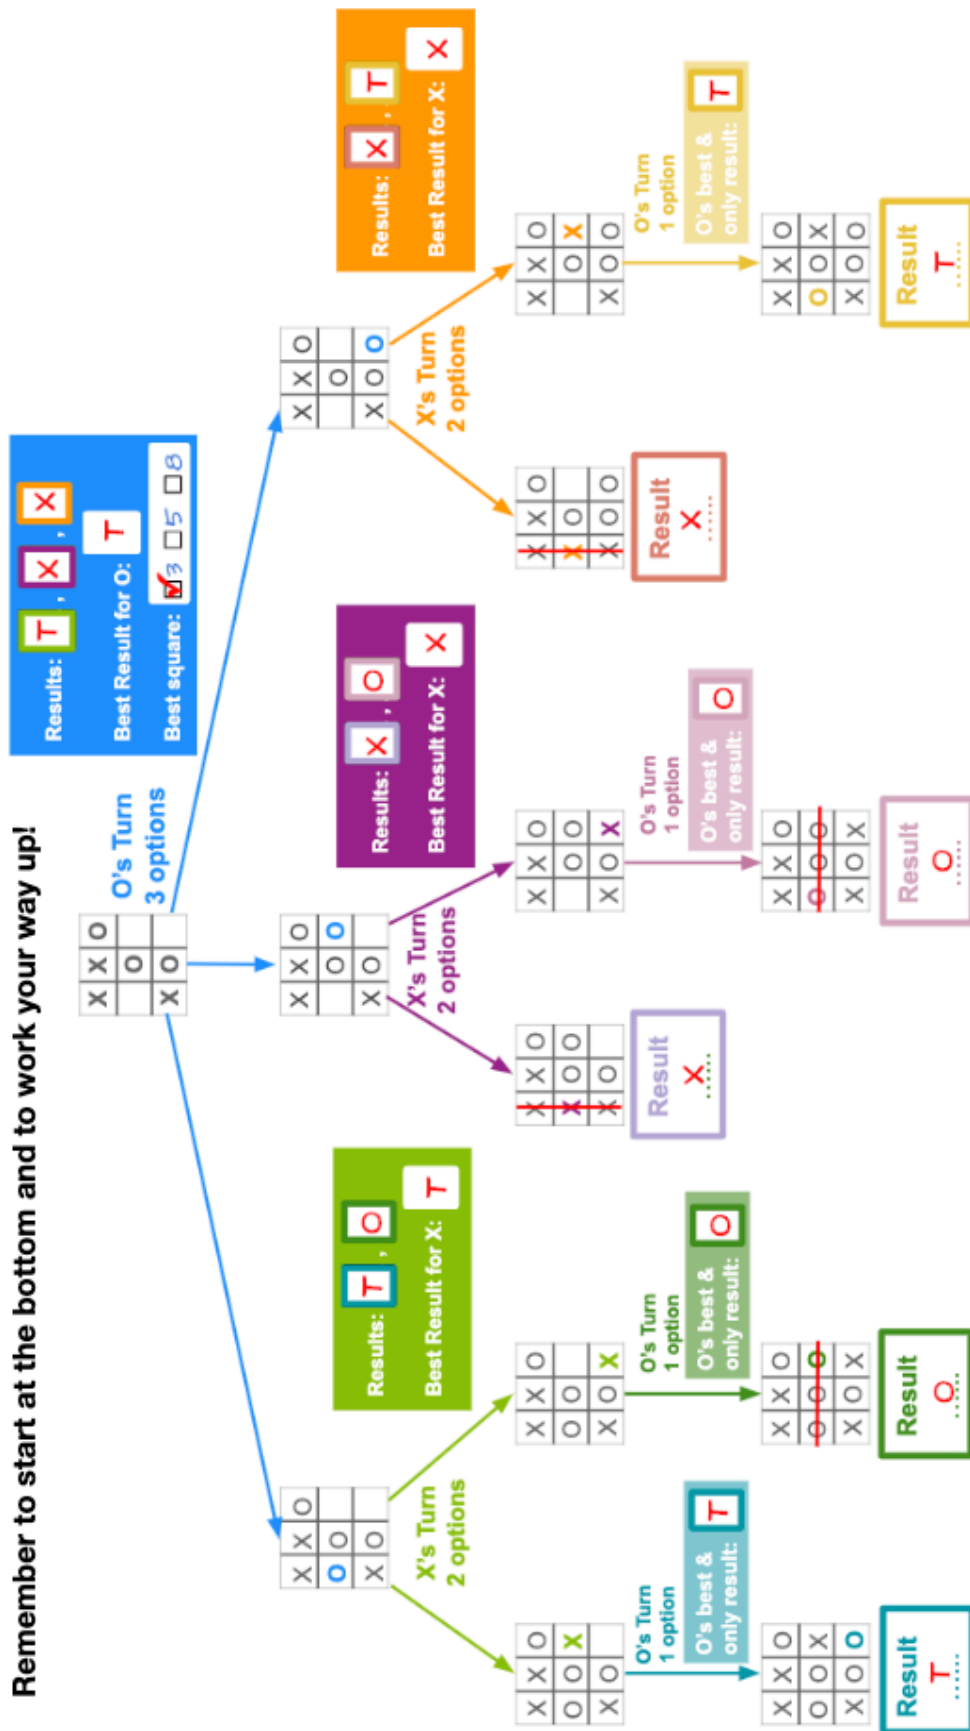 Remember to start at the bottom and to work your way up!
X X O
O
X O
O's Turn
3 options
Results: T , X , X
Best Result for O: T
Best square: 3 5 8
X X O
O O
X O
X's Turn
2 options
Results: T , O
Best Result for X: T
X X O
O O
X O
X's Turn
2 options
Results: X , O
Best Result for X: X
X X O
O
X O O
X's Turn
2 options
Results: X , T
Best Result for X: X
X X O
O O X
X O
O's Turn
1 option
O's best &
only result: T
X X O
O O X
X O O
Result
T
X X O
O O
X O X
O's Turn
1 option
O's best &
only result: O
X X O
O O O
X O X
Result
O
X X O
X O O
X O
Result
X
X X O
O O
X O X
O's Turn
1 option
O's best &
only result: O
X X O
O O O
X O X
Result
O
X X O
X O
X O O
Result
X
X X O
O X
X O O
O's Turn
1 option
O's best &
only result: T
X X O
O O X
X O O
Result
T